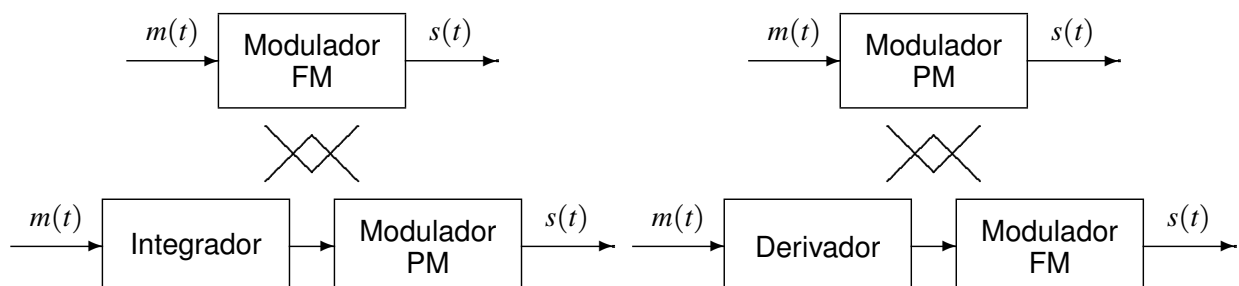 m(t)
Modulador
FM
s(t)
m(t)
Modulador
PM
s(t)
m(t)
Integrador
Modulador
PM
s(t)
m(t)
Derivador
Modulador
FM
s(t)